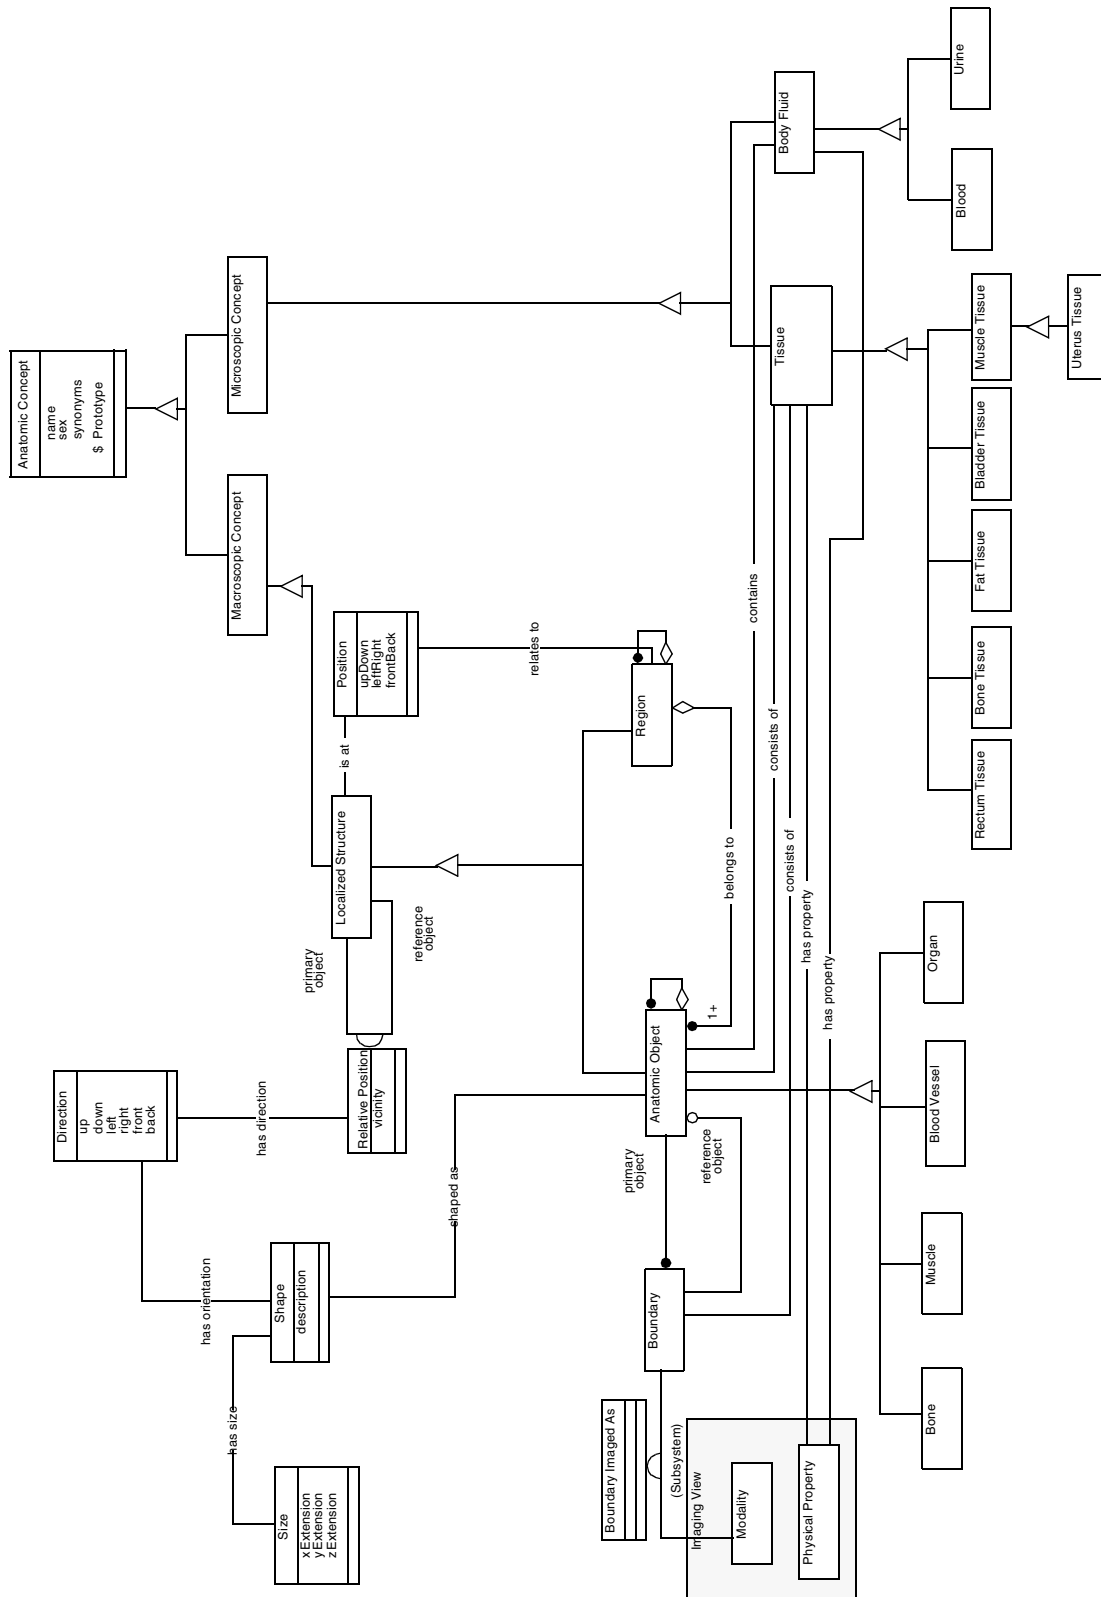 Anatomic Concept
name
sex
synonyms
$ Prototype
Macroscopic Concept
Microscopic Concept
Direction
up
down
left
right
front
back
has orientation
has direction
Size
x Extension
y Extension
z Extension
has size
Shape
description
shaped as
Relative Position
vicinity
primary
object
reference
object
Localized Structure
is at
Position
upDown
leftRight
frontBack
relates to
Region
belongs to
1+
Anatomic Object
primary
object
reference
object
Boundary
Boundary Imaged As
(Subsystem)
Imaging View
Modality
Physical Property
contains
consists of
consists of
has property
has property
Tissue
Body Fluid
Urine
Blood
Bone
Muscle
Blood Vessel
Organ
Rectum Tissue
Bone Tissue
Fat Tissue
Bladder Tissue
Muscle Tissue
Uterus Tissue